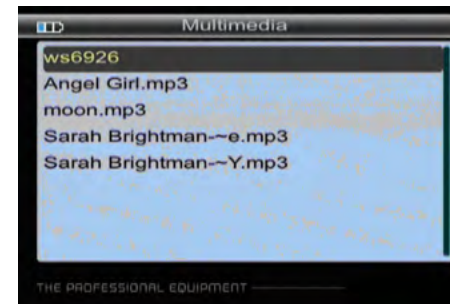 Multimedia
ws6926
Angel Girl.mp3
moon.mp3
Sarah Brightman-~e.mp3
Sarah Brightman-~Y.mp3
THE PROFESSIONAL EQUIPMENT